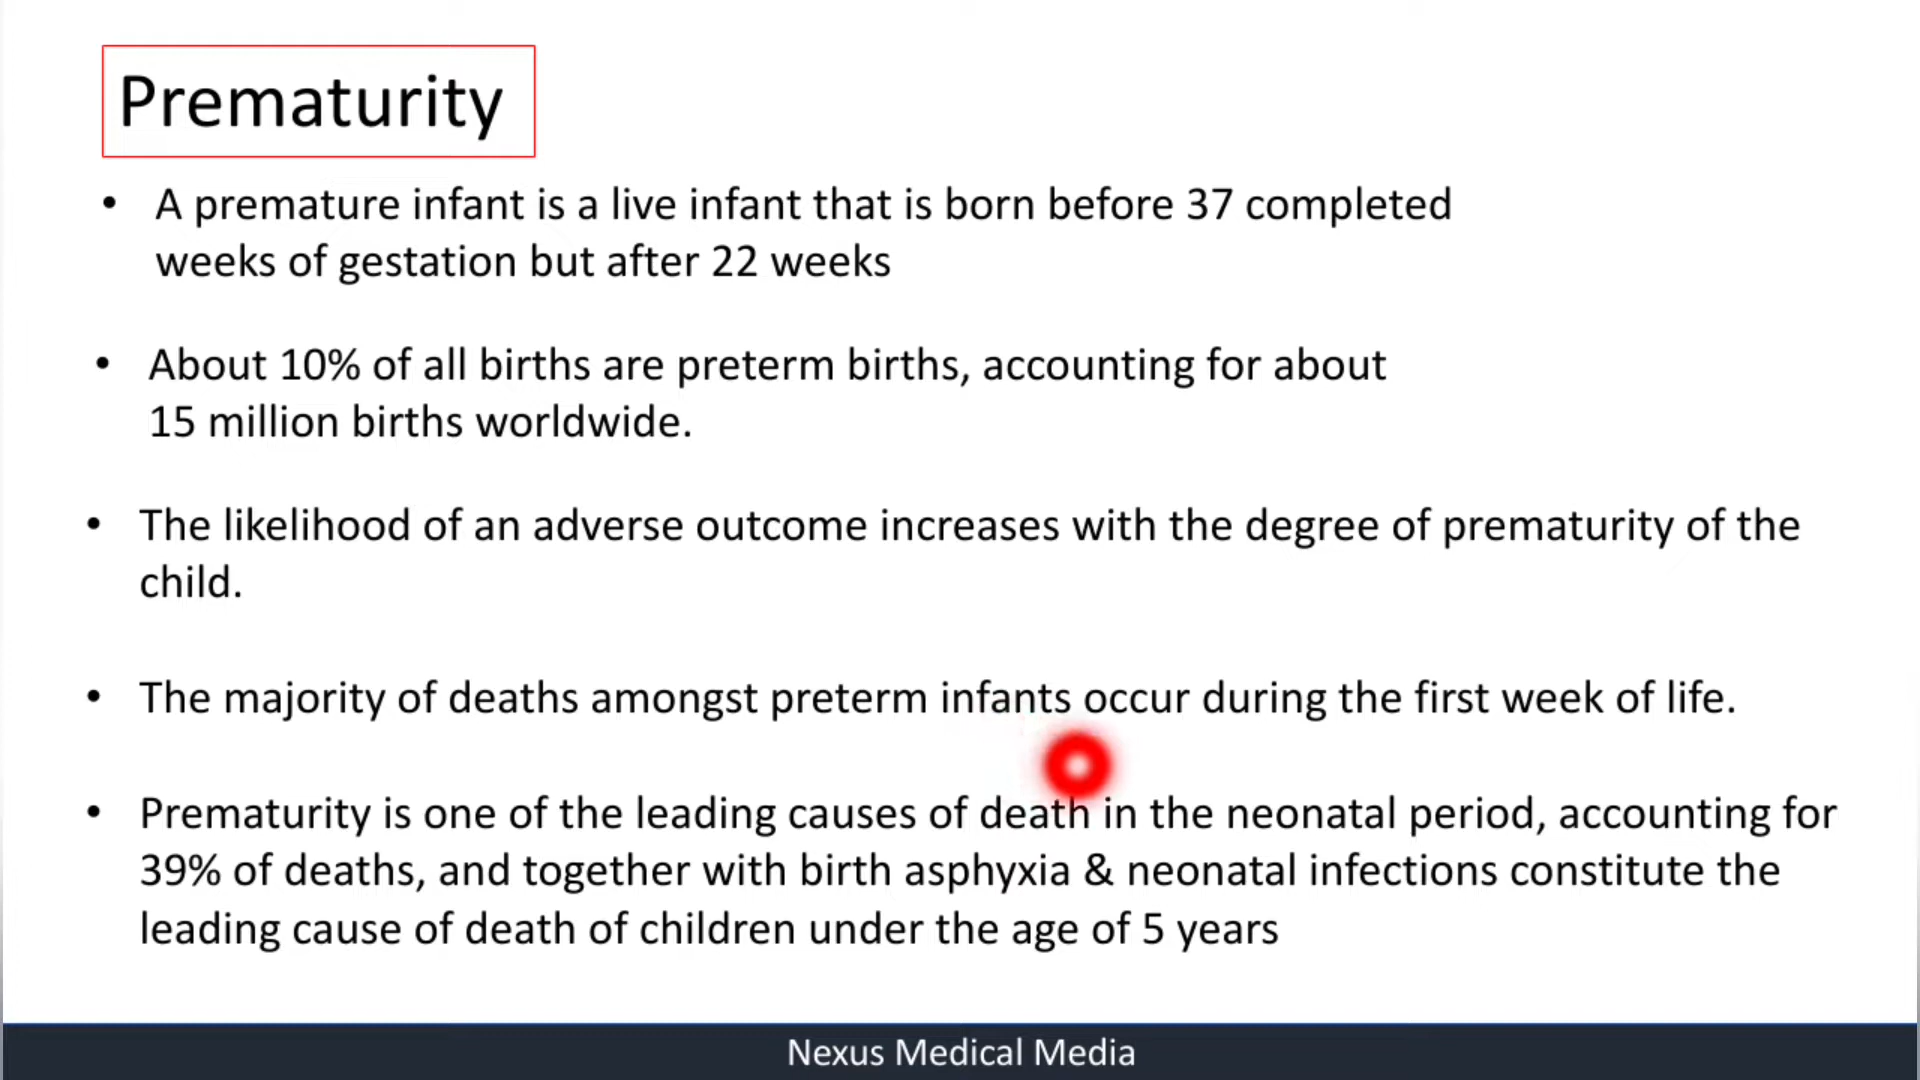 Prematurity
• A premature infant is a live infant that is born before 37 completed
weeks of gestation but after 22 weeks
• About 10% of all births are preterm births, accounting for about
15 million births worldwide.
• The likelihood of an adverse outcome increases with the degree of prematurity of the
child.
• The majority of deaths amongst preterm infants occur during the first week of life.
• Prematurity is one of the leading causes of death in the neonatal period, accounting for
39% of deaths, and together with birth asphyxia & neonatal infections constitute the
leading cause of death of children under the age of 5 years
Nexus Medical Media